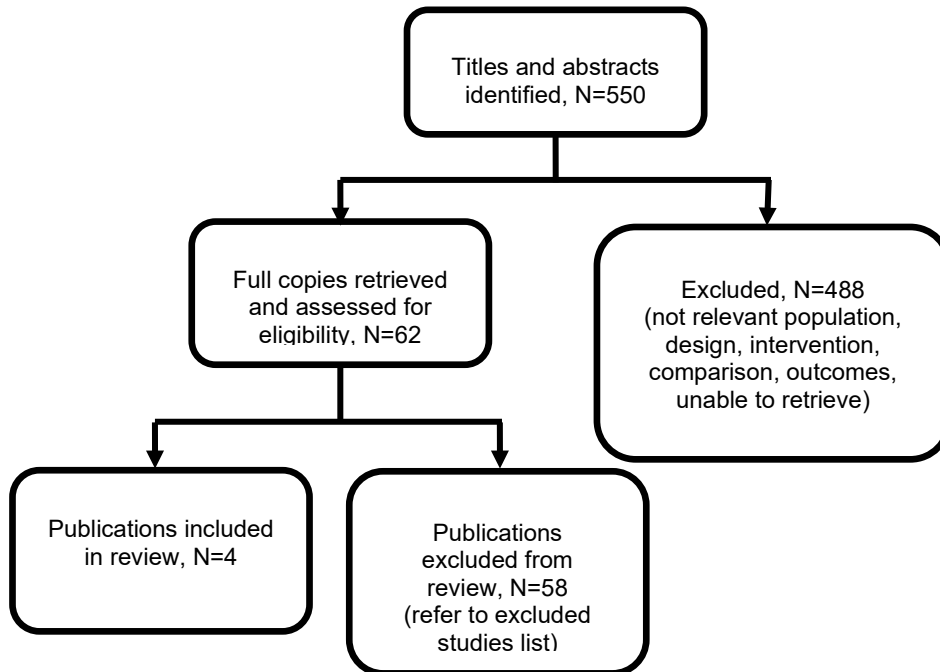 Titles and abstracts
identified, N=550
Full copies retrieved
and assessed for
eligibility, N=62
Excluded, N=488
(not relevant population,
design, intervention,
comparison, outcomes,
unable to retrieve)
Publications included
in review, N=4
Publications
excluded from
review, N=58
(refer to excluded
studies list)